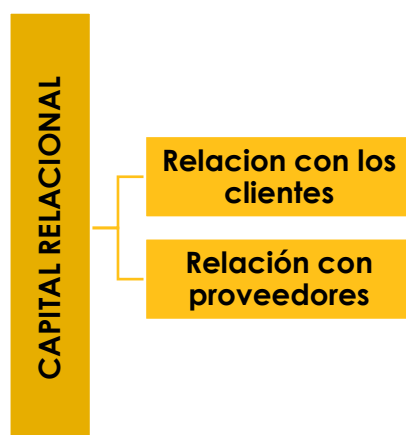 CAPITAL RELACIONAL
Relacion con los
clientes
Relación con
proveedores